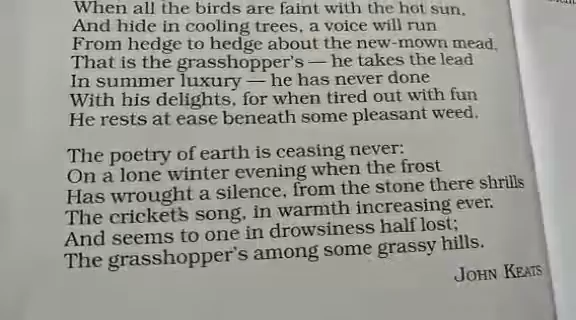 When all the birds are faint with the hot sun,
And hide in cooling trees, a voice will run
From hedge to hedge about the new-mown mead,
That is the grasshopper's — he takes the lead
In summer luxury — he has never done
With his delights, for when tired out with fun
He rests at ease beneath some pleasant weed.
The poetry of earth is ceasing never:
On a lone winter evening when the frost
Has wrought a silence, from the stone there shrills
The cricket's song, in warmth increasing ever.
And seems to one in drowsiness half lost;
The grasshopper's among some grassy hills.
JOHN KEATS